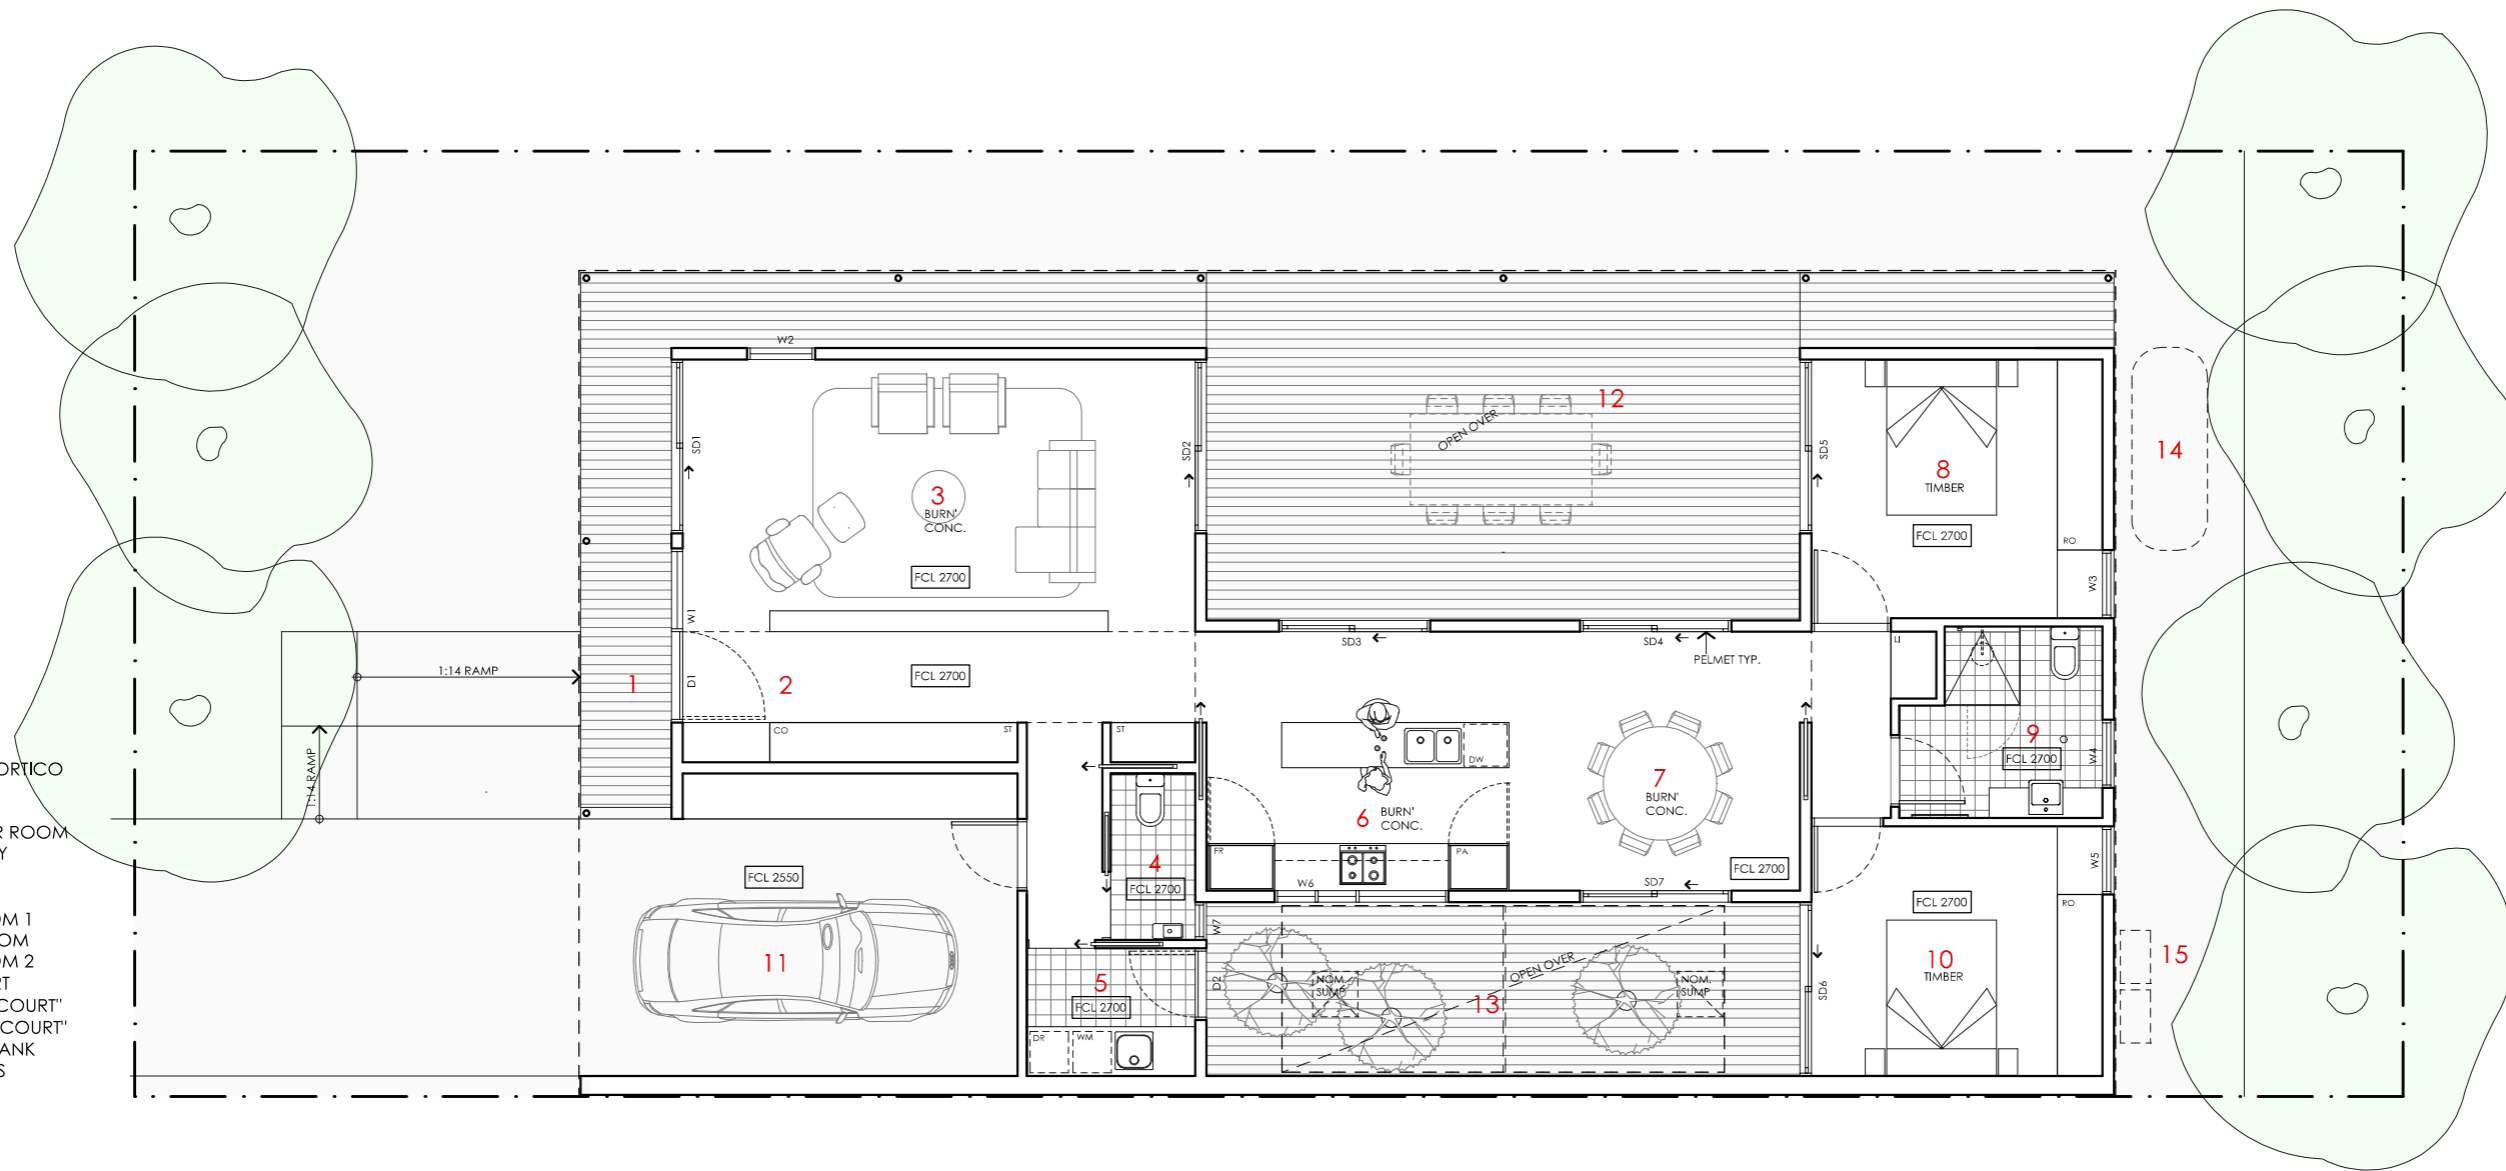 W2
SD1
3
BURN'
CONC.
FCL 2700
W1
SD2
12
OPEN OVER
SD5
8
TIMBER
FCL 2700
RO
W3
14
SD3
SD4
PELMET TYP.
LI
1:14 RAMP
1:14 RAMP
1
D1
2
FCL 2700
CO
ST
ST
DW
6
BURN'
CONC.
7
BURN'
CONC.
FCL 2700
9
FCL 2700
W4
ORTICO
R ROOM
Y
OM 1
OM
OM 2
RT
COURT"
COURT"
ANK
S
FCL 2550
11
4
FCL 2700
FR
W6
PA
SD7
W5
FCL 2700
RO
10
TIMBER
15
W7
D2
5
FCL 2700
DR
WM
NOM.
SUMP
13
OPEN OVER
NOM.
SUMP
SD6